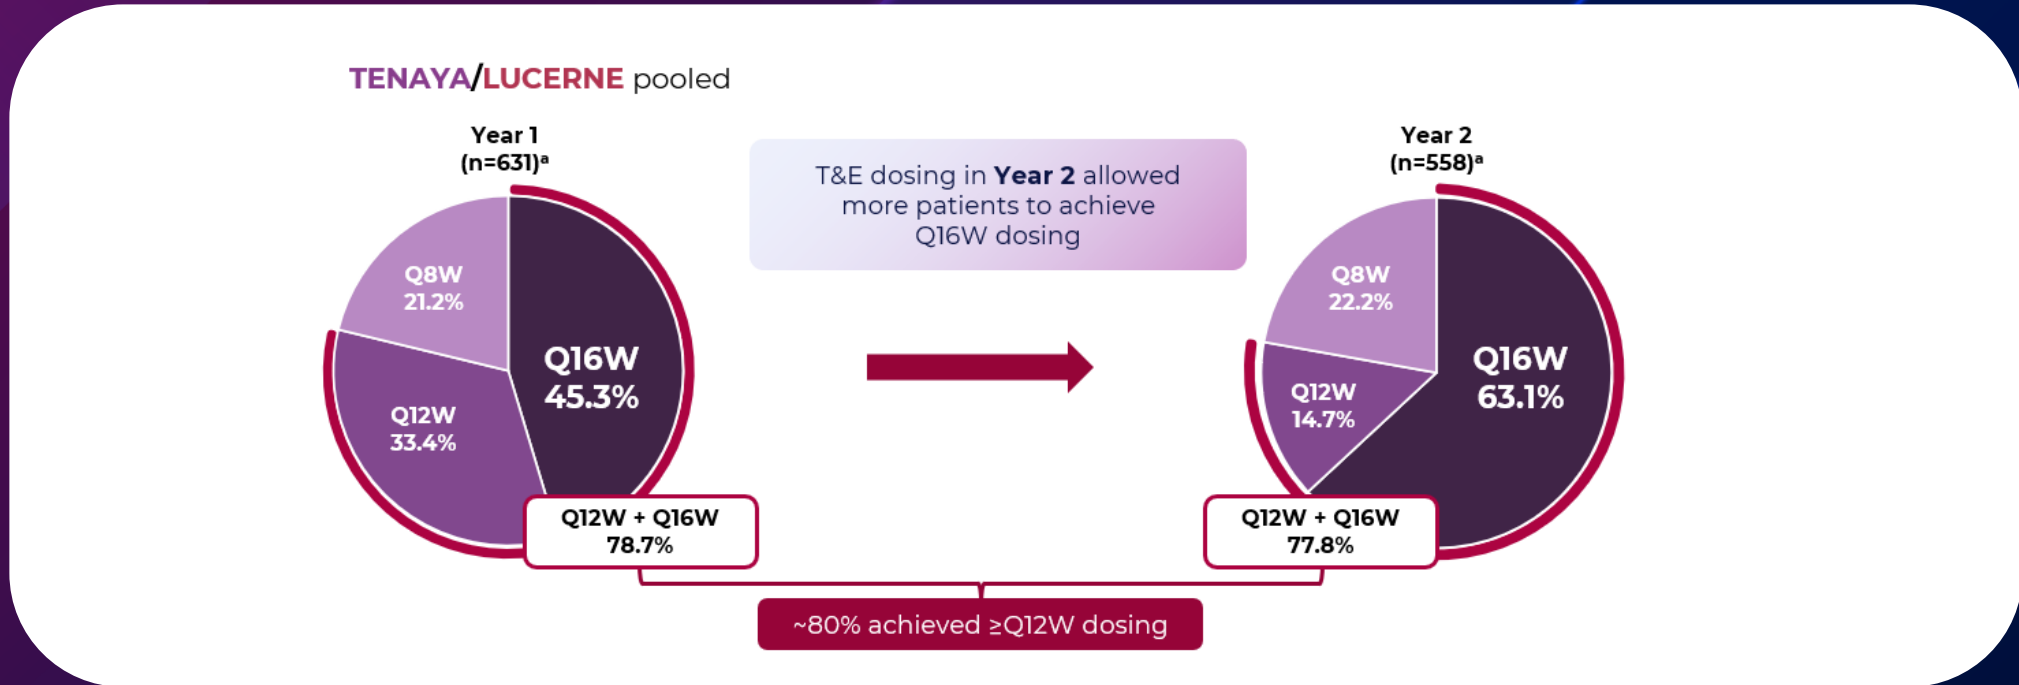 TENAYA/LUCERNE pooled
Year 1
(n=631)ᵃ
Q8W
21.2%
Q16W
45.3%
Q12W
33.4%
Q12W + Q16W
78.7%
T&E dosing in Year 2 allowed
more patients to achieve
Q16W dosing
Year 2
(n=558)ᵃ
Q8W
22.2%
Q16W
63.1%
Q12W
14.7%
Q12W + Q16W
77.8%
~80% achieved ≥Q12W dosing